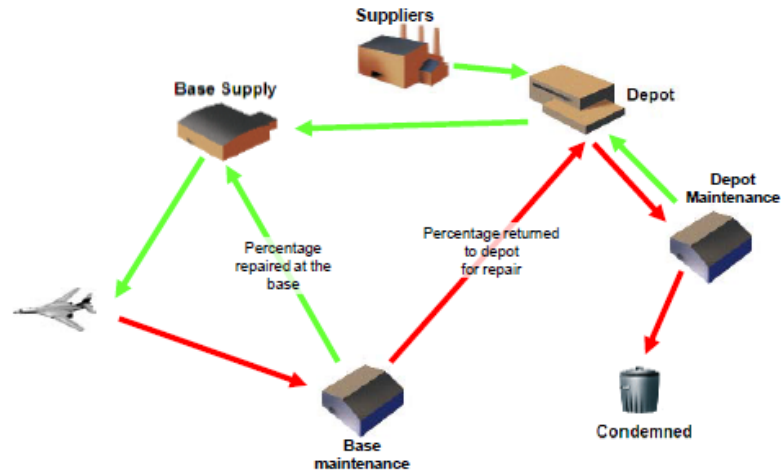 Suppliers
Base Supply
Depot
Depot
Maintenance
Percentage
repaired at the
base
Percentage returned
to depot
for repair
Base
maintenance
Condemned